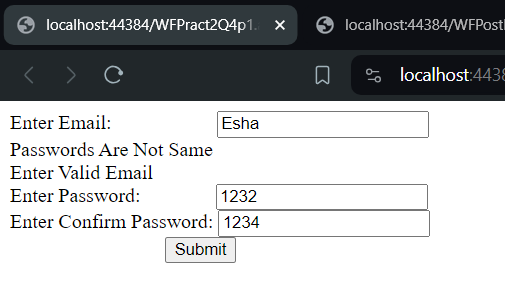 localhost:44384/WFPract2Q4p1.
localhost:44384/WFPost
localhost:443
Enter Email: Esha
Passwords Are Not Same
Enter Valid Email
Enter Password: 1232
Enter Confirm Password: 1234
Submit